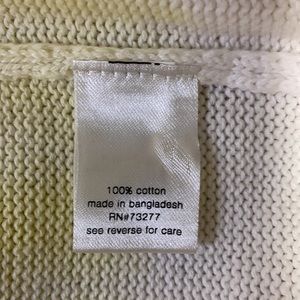 100% cotton
made in bangladesh
RN#73277
see reverse for care